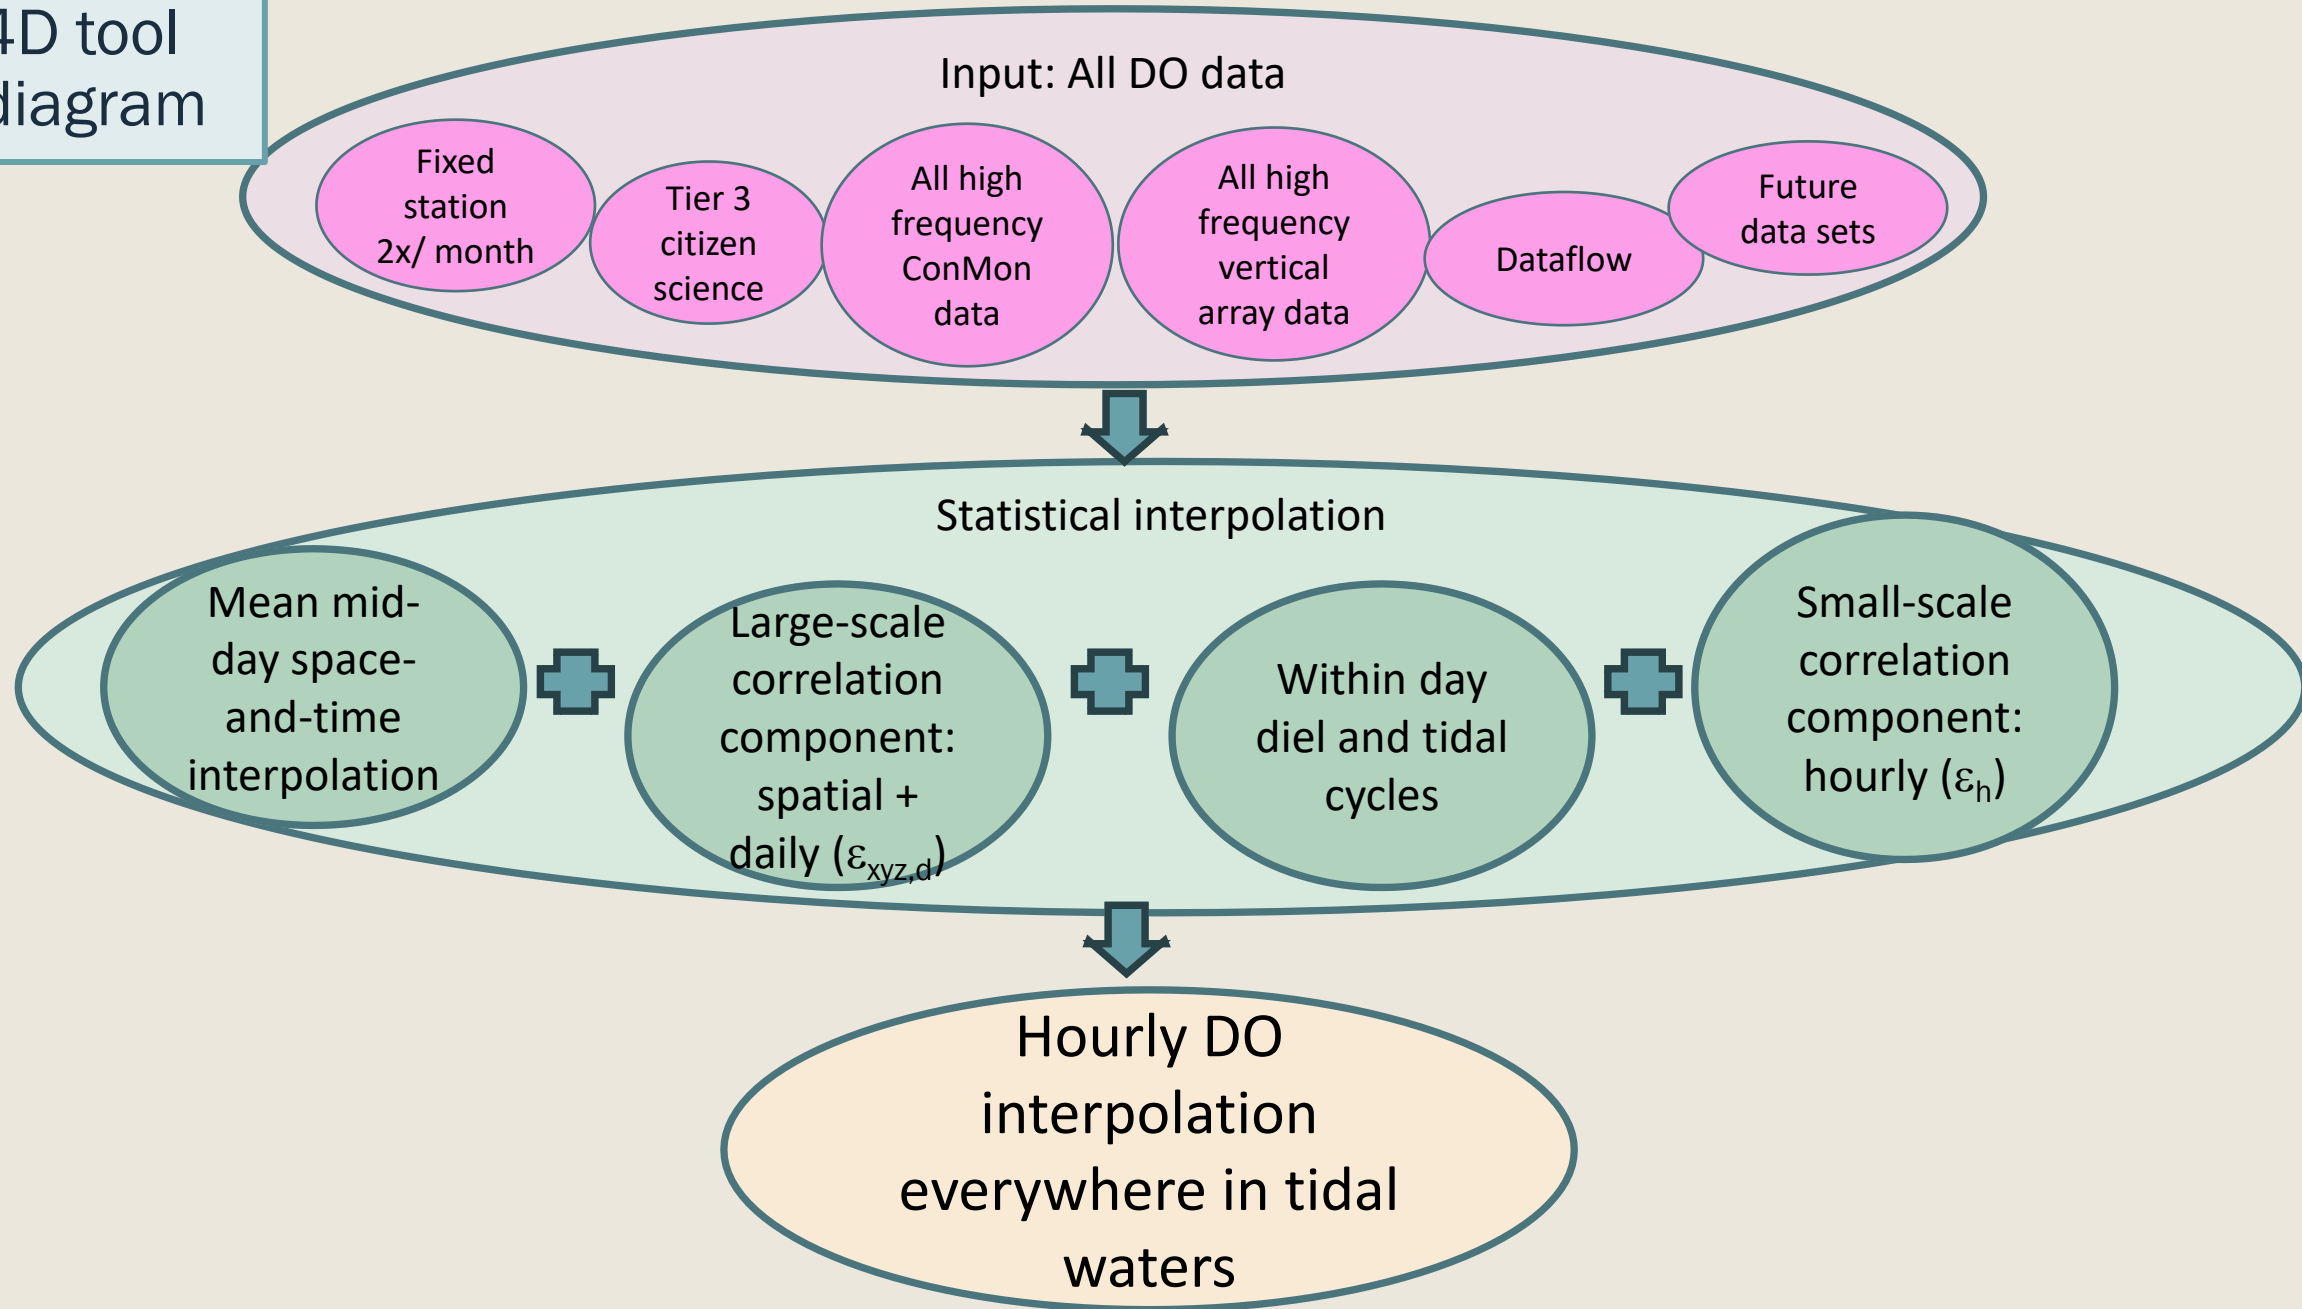 4D tool
diagram
Input: All DO data
Fixed
station
2x/ month
Tier 3
citizen
science
All high
frequency
ConMon
data
All high
frequency
vertical
array data
Dataflow
Future
data sets
Statistical interpolation
Mean mid-
day space-
and-time
interpolation
Large-scale
correlation
component:
spatial +
daily (εxyz,d)
Within day
diel and tidal
cycles
Small-scale
correlation
component:
hourly (εh)
Hourly DO
interpolation
everywhere in tidal
waters